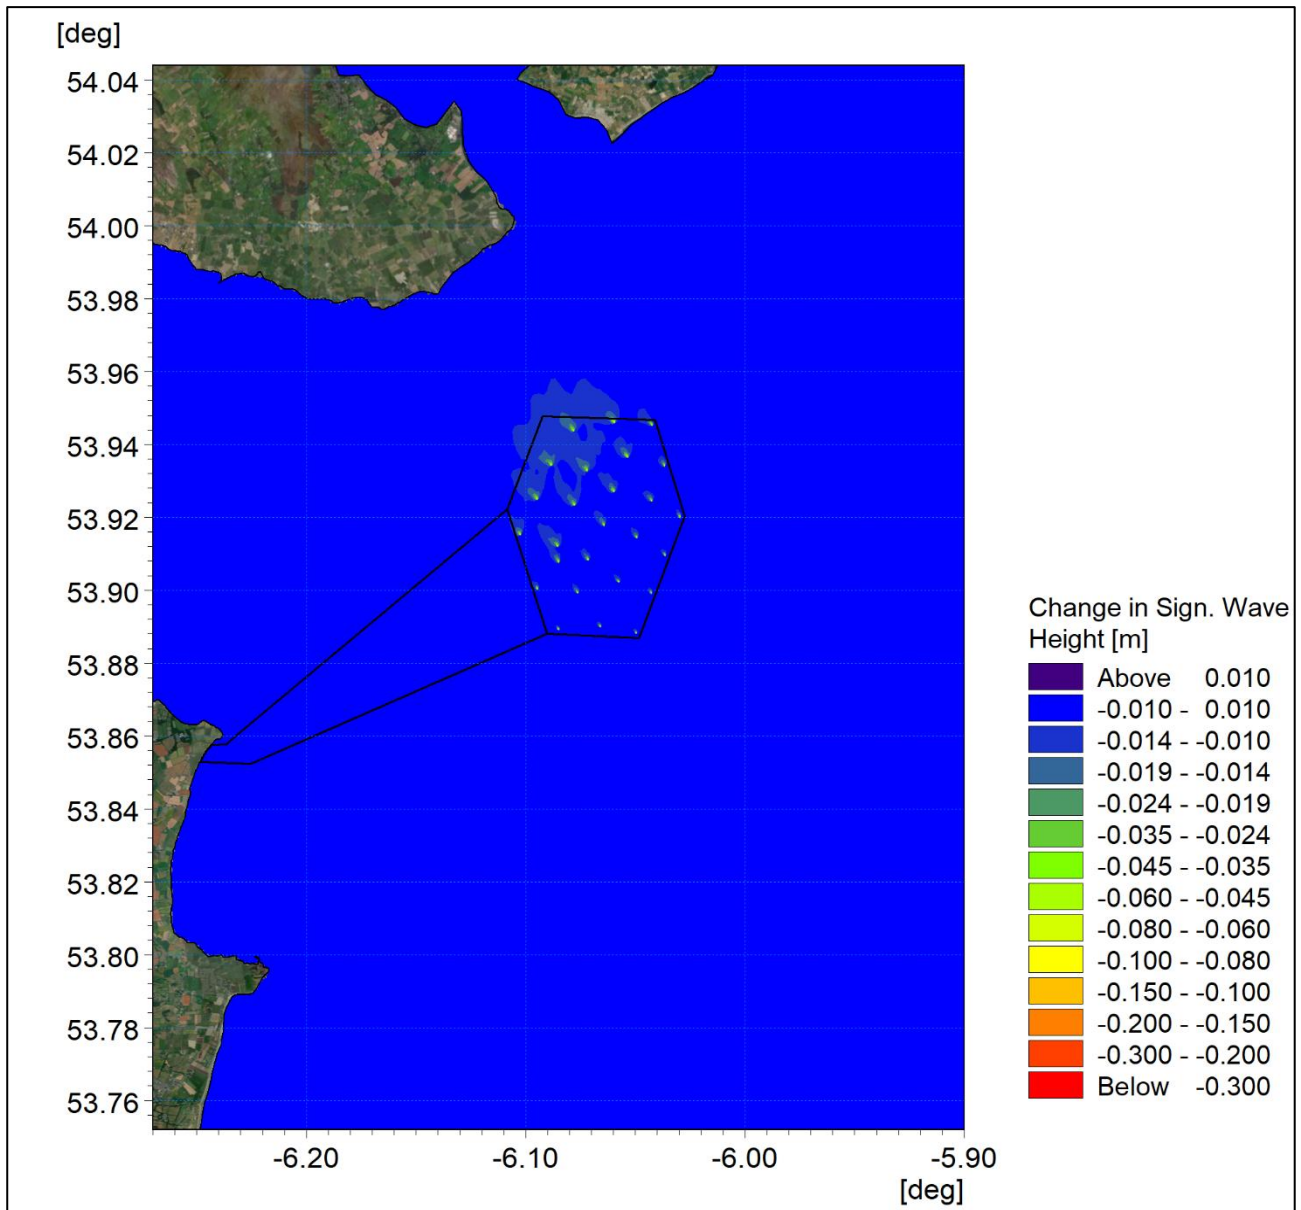 [deg]
54.04
54.02
54.00
53.98
53.96
53.94
53.92
53.90
53.88
53.86
53.84
53.82
53.80
53.78
53.76
-6.20 -6.10 -6.00 -5.90
[deg]
Change in Sign. Wave
Height [m]
Above 0.010
-0.010 - 0.010
-0.014 - -0.010
-0.019 - -0.014
-0.024 - -0.019
-0.035 - -0.024
-0.045 - -0.035
-0.060 - -0.045
-0.080 - -0.060
-0.100 - -0.080
-0.150 - -0.100
-0.200 - -0.150
-0.300 - -0.200
Below -0.300